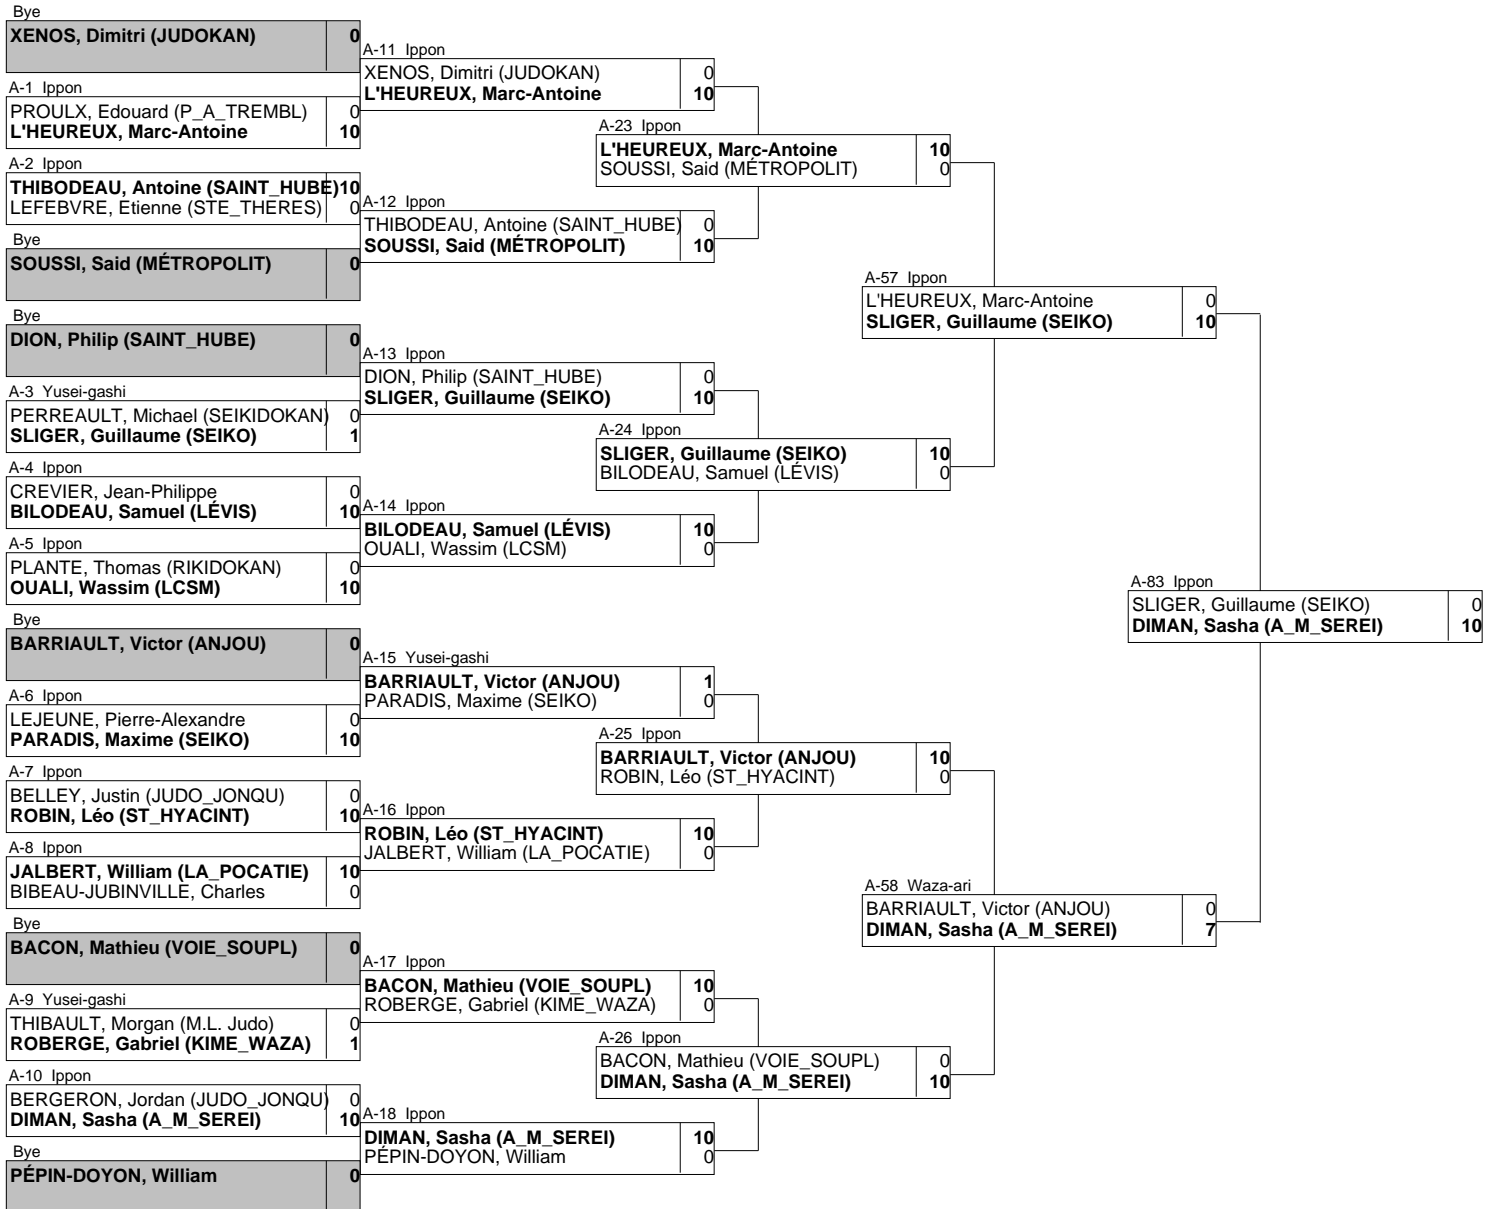 Bye
XENOS, Dimitri (JUDOKAN) 0
A-1 Ippon
PROULX, Edouard (P_A_TREMBL) 0
L'HEUREUX, Marc-Antoine 10
A-2 Ippon
THIBODEAU, Antoine (SAINT_HUBE) 10
LEFEBVRE, Etienne (STE_THERES) 0
Bye
SOUSSI, Said (MÉTROPOLIT) 0
Bye
DION, Philip (SAINT_HUBE) 0
A-3 Yusei-gashi
PERREAULT, Michael (SEIKIDOKAN) 0
SLIGER, Guillaume (SEIKO) 1
A-4 Ippon
CREVIER, Jean-Philippe 0
BILODEAU, Samuel (LÉVIS) 10
A-5 Ippon
PLANTE, Thomas (RIKIDOKAN) 0
OUALI, Wassim (LCSM) 10
Bye
BARRIAULT, Victor (ANJOU) 0
A-6 Ippon
LEJEUNE, Pierre-Alexandre 0
PARADIS, Maxime (SEIKO) 10
A-7 Ippon
BELLEY, Justin (JUDO_JONQU) 0
ROBIN, Léo (ST_HYACINT) 10
A-8 Ippon
JALBERT, William (LA_POCATIE) 10
BIBEAU-JUBINVILLE, Charles 0
Bye
BACON, Mathieu (VOIE_SOUPL) 0
A-9 Yusei-gashi
THIBAULT, Morgan (M.L. Judo) 0
ROBERGE, Gabriel (KIME_WAZA) 1
A-10 Ippon
BERGERON, Jordan (JUDO_JONQU) 0
DIMAN, Sasha (A_M_SEREI) 10
Bye
PÉPIN-DOYON, William 0
A-11 Ippon
XENOS, Dimitri (JUDOKAN) 0
L'HEUREUX, Marc-Antoine 10
A-12 Ippon
THIBODEAU, Antoine (SAINT_HUBE) 0
SOUSSI, Said (MÉTROPOLIT) 10
A-13 Ippon
DION, Philip (SAINT_HUBE) 0
SLIGER, Guillaume (SEIKO) 10
A-14 Ippon
BILODEAU, Samuel (LÉVIS) 10
OUALI, Wassim (LCSM) 0
A-15 Yusei-gashi
BARRIAULT, Victor (ANJOU) 1
PARADIS, Maxime (SEIKO) 0
A-16 Ippon
ROBIN, Léo (ST_HYACINT) 10
JALBERT, William (LA_POCATIE) 0
A-17 Ippon
BACON, Mathieu (VOIE_SOUPL) 10
ROBERGE, Gabriel (KIME_WAZA) 0
A-18 Ippon
DIMAN, Sasha (A_M_SEREI) 10
PÉPIN-DOYON, William 0
A-23 Ippon
L'HEUREUX, Marc-Antoine 10
SOUSSI, Said (MÉTROPOLIT) 0
A-24 Ippon
SLIGER, Guillaume (SEIKO) 10
BILODEAU, Samuel (LÉVIS) 0
A-25 Ippon
BARRIAULT, Victor (ANJOU) 10
ROBIN, Léo (ST_HYACINT) 0
A-26 Ippon
BACON, Mathieu (VOIE_SOUPL) 0
DIMAN, Sasha (A_M_SEREI) 10
A-57 Ippon
L'HEUREUX, Marc-Antoine 0
SLIGER, Guillaume (SEIKO) 10
A-58 Waza-ari
BARRIAULT, Victor (ANJOU) 0
DIMAN, Sasha (A_M_SEREI) 7
A-83 Ippon
SLIGER, Guillaume (SEIKO) 0
DIMAN, Sasha (A_M_SEREI) 10